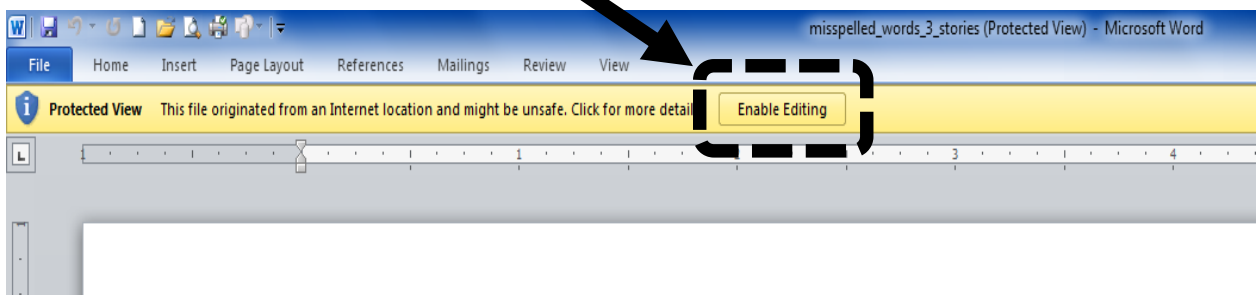 W misspelled_words_3_stories (Protected View) - Microsoft Word
File Home Insert Page Layout References Mailings Review View
Protected View This file originated from an Internet location and might be unsafe. Click for more detail Enable Editing
L 1 1 3 4